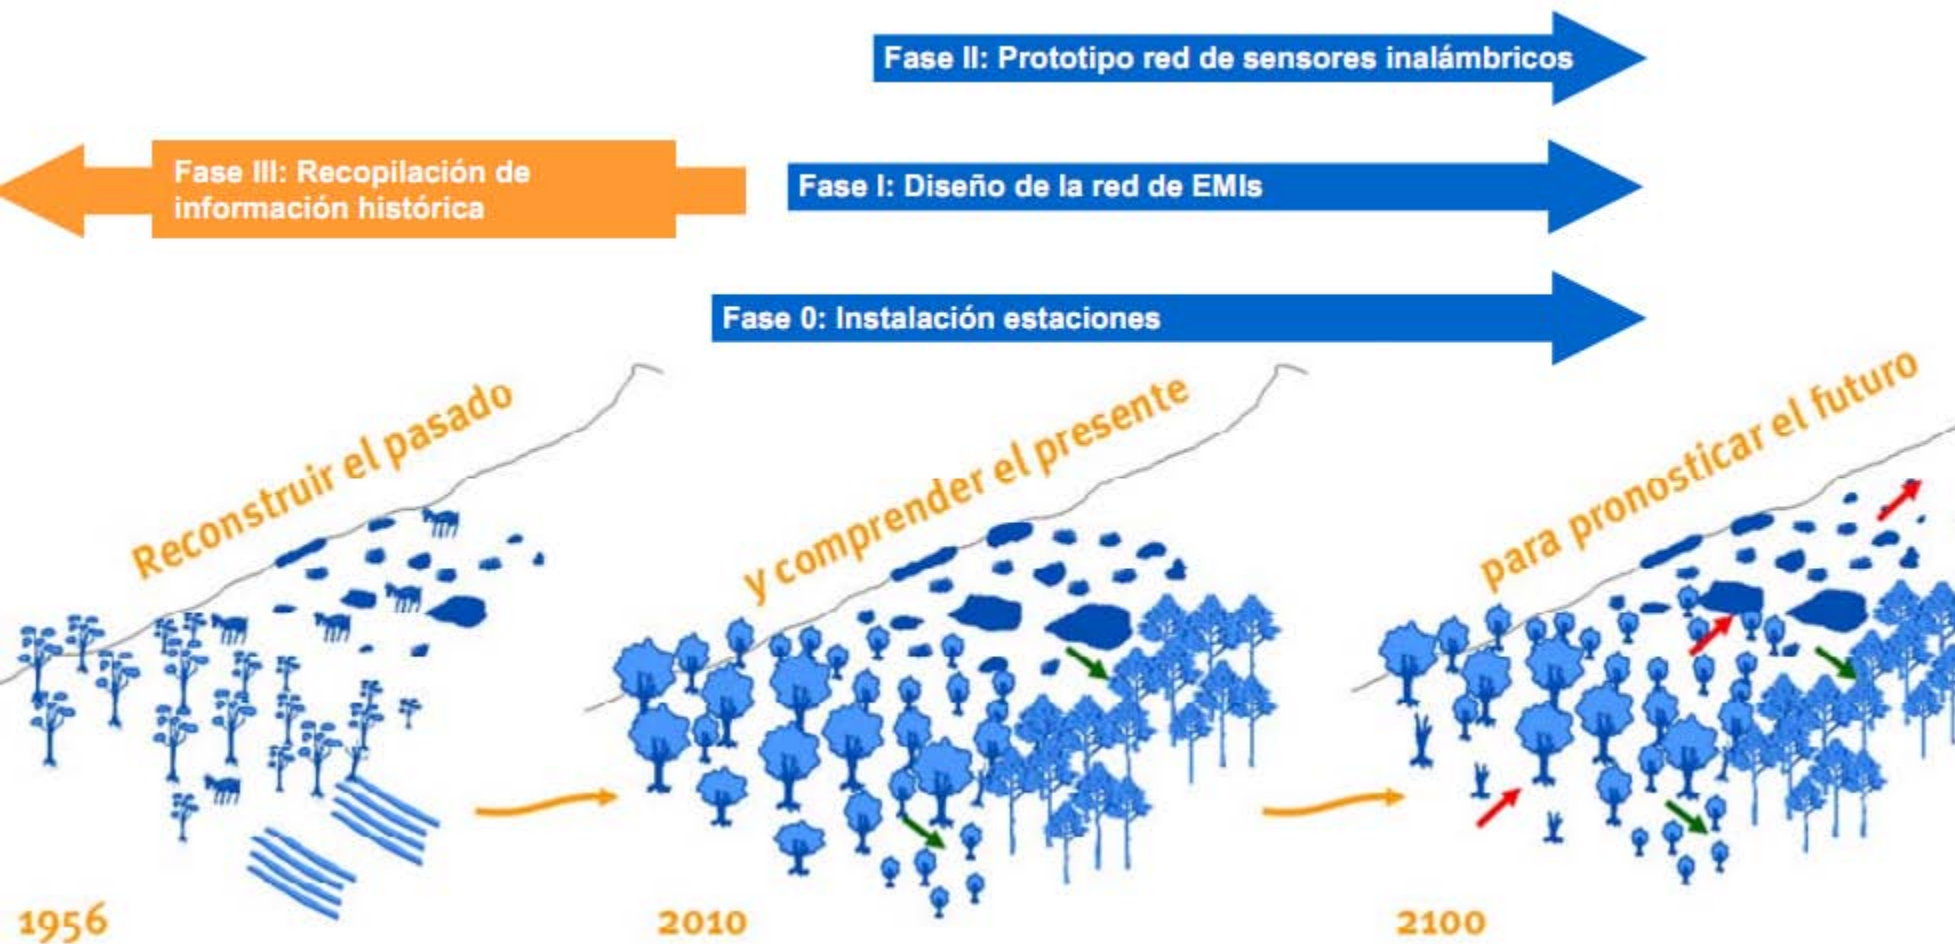 Fase II: Prototipo red de sensores inalámbricos
Fase III: Recopilación de
información histórica
Fase I: Diseño de la red de EMIs
Fase 0: Instalación estaciones
Reconstruir el pasado
y comprender el presente
para pronosticar el futuro
1956
2010
2100